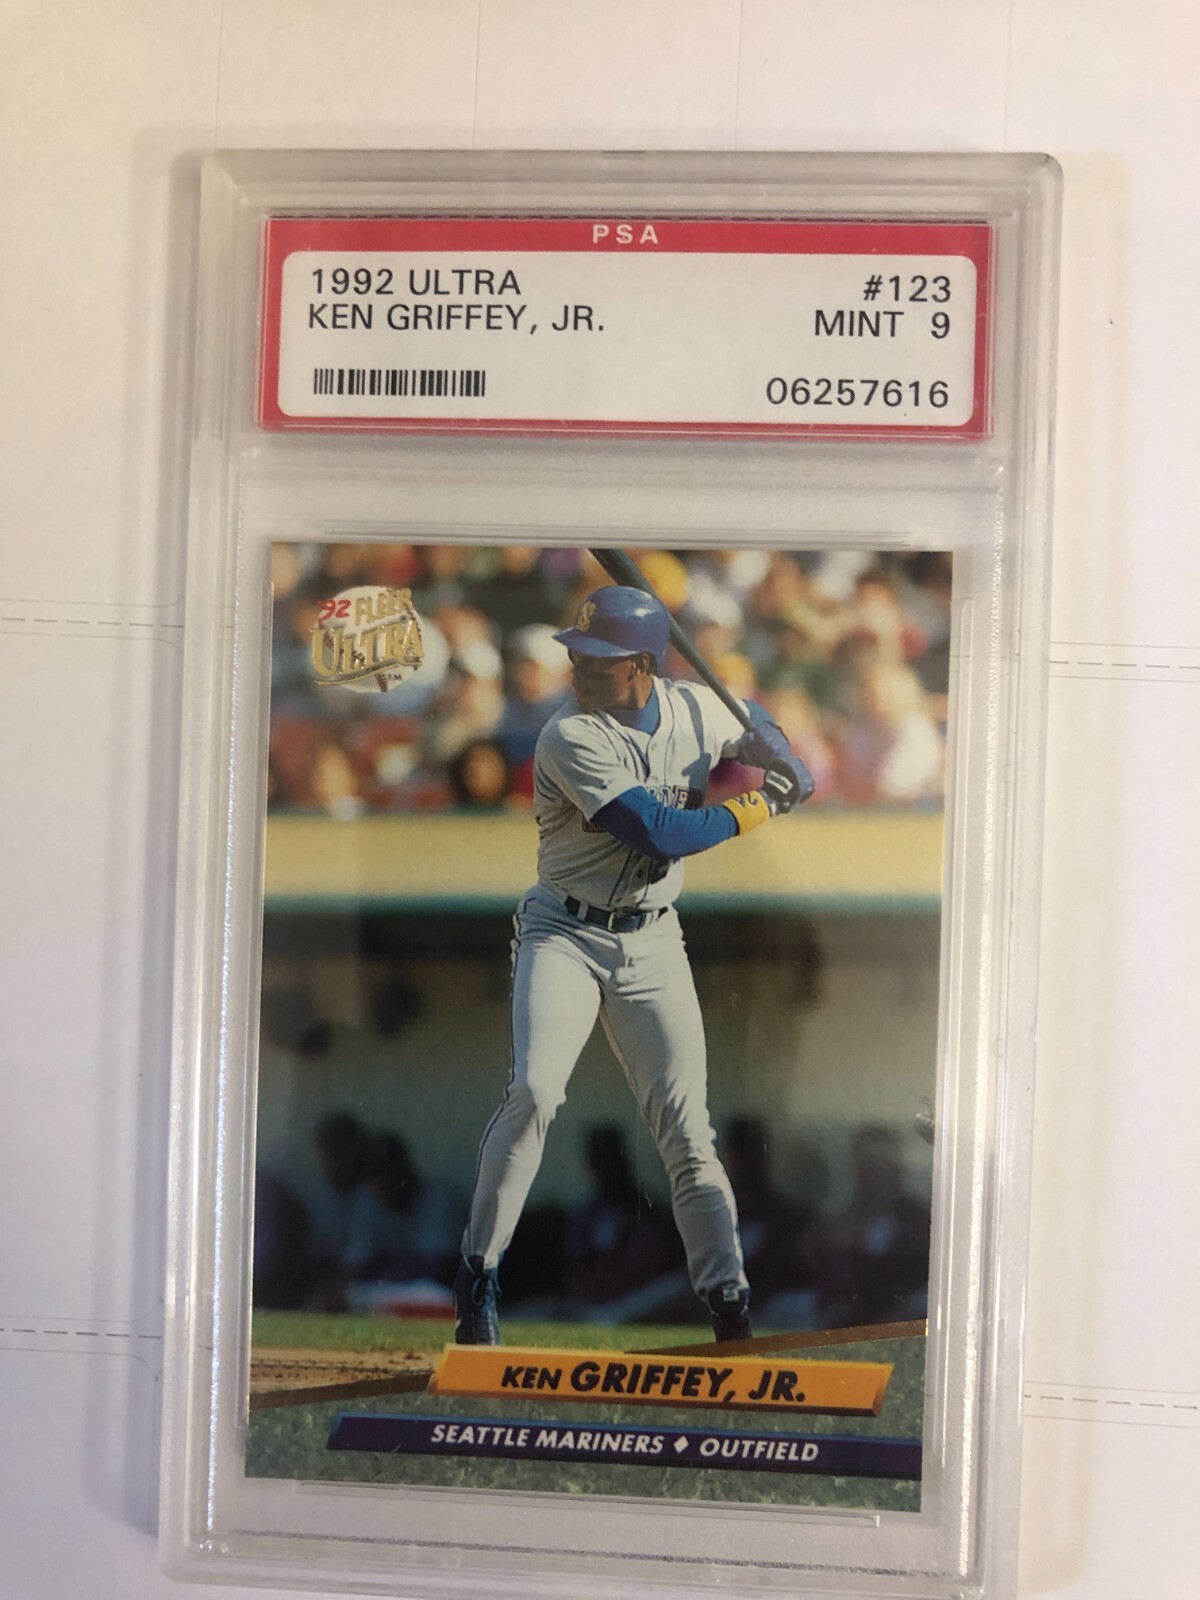 PSA
1992 ULTRA
#123
KEN GRIFFEY, JR.
MINT 9
06257616
'92 FLEER
ULTRA
TM
KEN GRIFFEY, JR.
SEATTLE MARINERS ♦ OUTFIELD